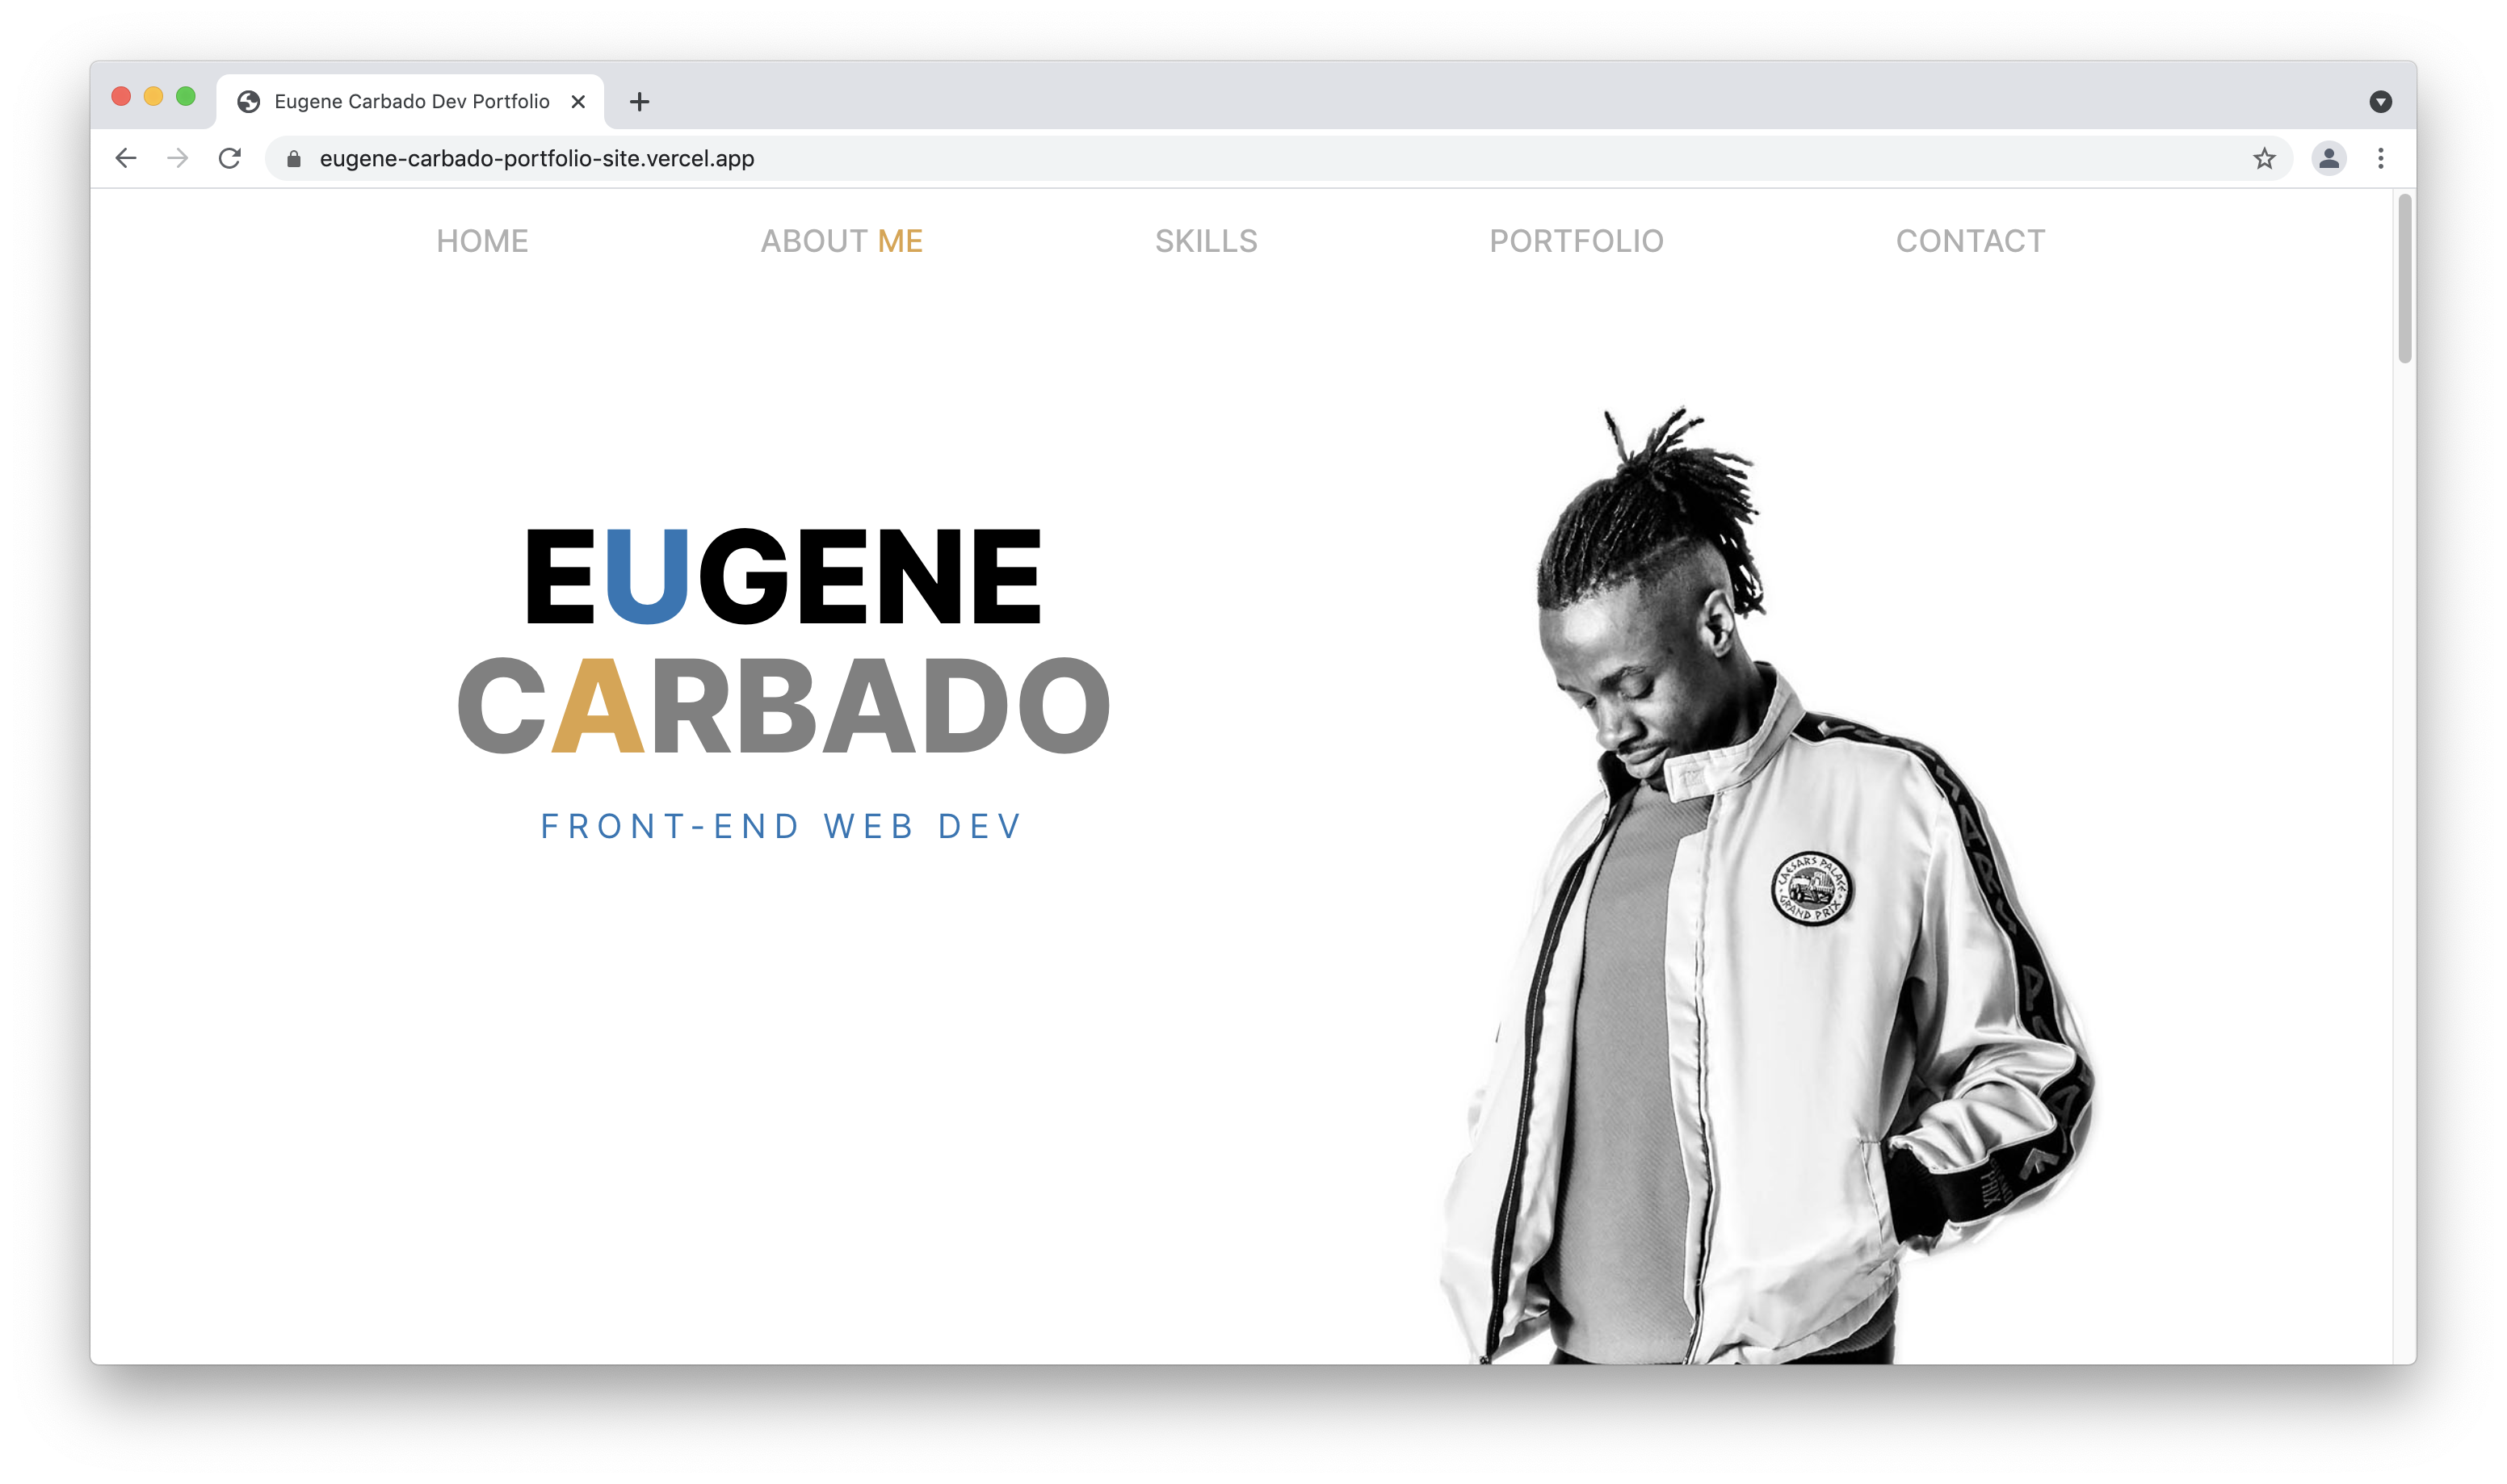 Eugene Carbado Dev Portfolio
eugene-carbado-portfolio-site.vercel.app
HOME ABOUT ME SKILLS PORTFOLIO CONTACT
EUGENE
CARBADO
FRONT-END WEB DEV
CAESARS PALACE
GRAND PRIX
PRIX